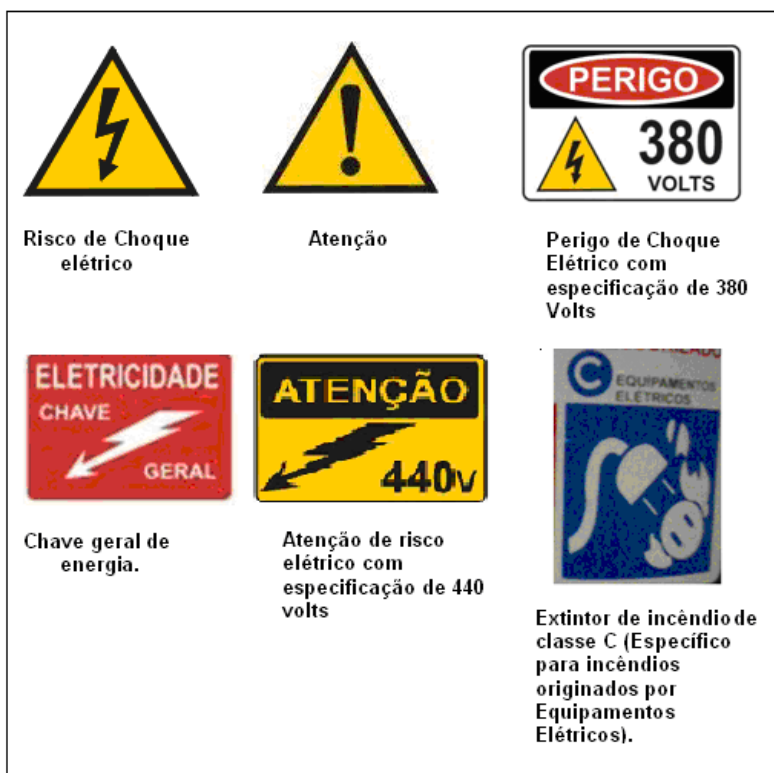 Risco de Choque
elétrico
Atenção
PERIGO
380
VOLTS
Perigo de Choque
Elétrico com
especificação de 380
Volts
ELETRICIDADE
CHAVE
GERAL
Chave geral de
energia.
ATENÇÃO
440V
Atenção de risco
elétrico com
especificação de 440
volts
C
EQUIPAMENTOS
ELÉTRICOS
Extintor de incêndio de
classe C (Específico
para incêndios
originados por
Equipamentos
Elétricos).